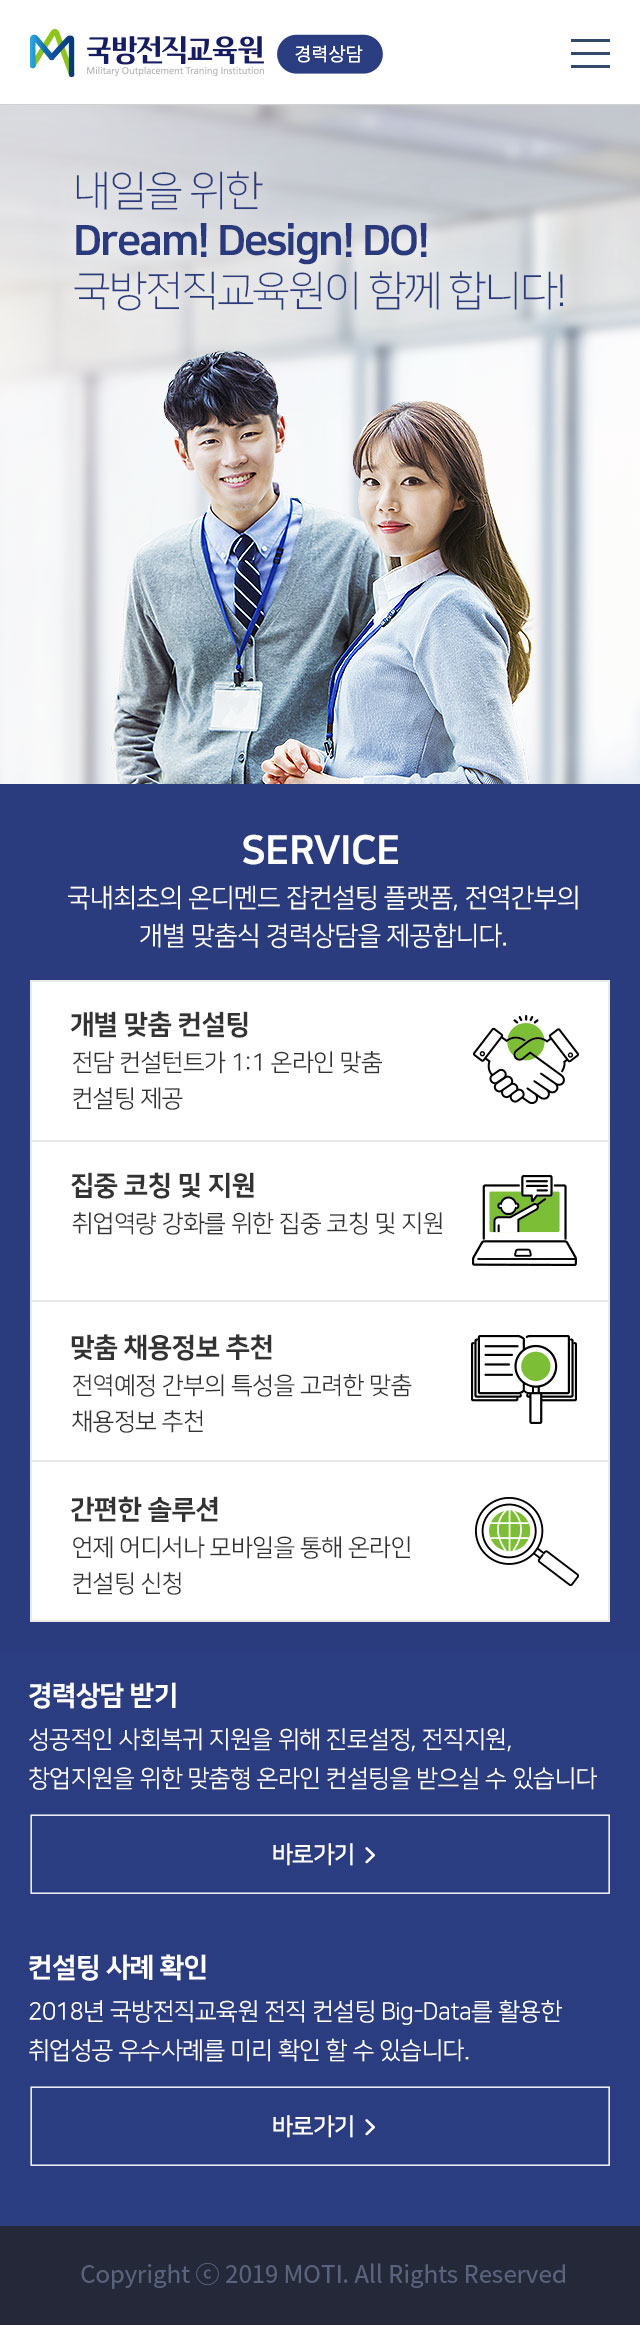 국방전직교육원
Military Outplacement Traning Institution
경력상담
내일을 위한
Dream! Design! DO!
국방전직교육원이 함께 합니다!
SERVICE
국내최초의 온디멘드 잡컨설팅 플랫폼, 전역간부의
개별 맞춤식 경력상담을 제공합니다.
개별 맞춤 컨설팅
전담 컨설턴트가 1:1 온라인 맞춤
컨설팅 제공
집중 코칭 및 지원
취업역량 강화를 위한 집중 코칭 및 지원
맞춤 채용정보 추천
전역예정 간부의 특성을 고려한 맞춤
채용정보 추천
간편한 솔루션
언제 어디서나 모바일을 통해 온라인
컨설팅 신청
경력상담 받기
성공적인 사회복귀 지원을 위해 진로설정, 전직지원,
창업지원을 위한 맞춤형 온라인 컨설팅을 받으실 수 있습니다
바로가기 >
컨설팅 사례 확인
2018년 국방전직교육원 전직 컨설팅 Big-Data를 활용한
취업성공 우수사례를 미리 확인 할 수 있습니다.
바로가기 >
Copyright ⓒ 2019 MOTI. All Rights Reserved